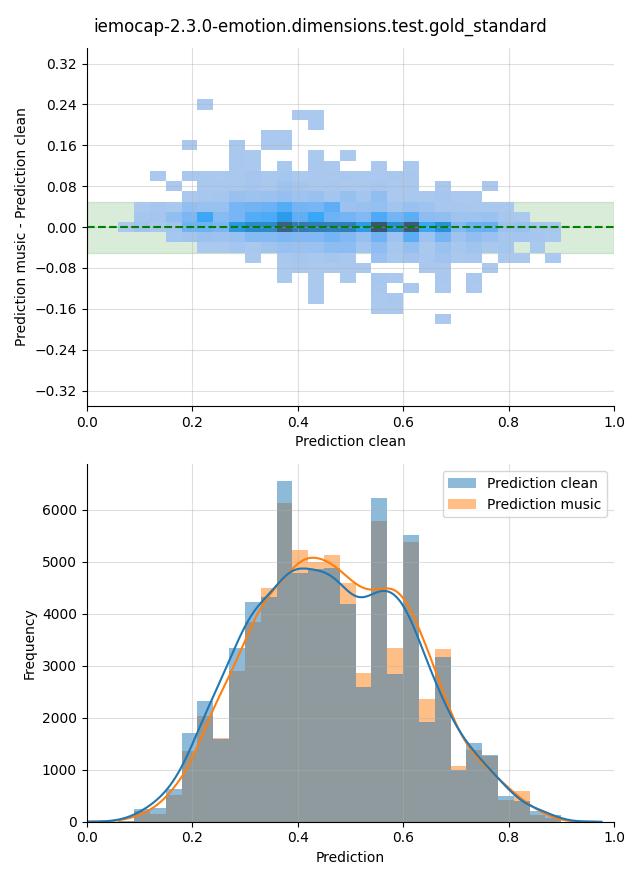 iemocap-2.3.0-emotion.dimensions.test.gold_standard
0.32
0.24
0.16
0.08
0.00
−0.08
−0.16
−0.24
−0.32
Prediction music - Prediction clean
0.0 0.2 0.4 0.6 0.8 1.0
Prediction clean
Prediction clean
Prediction music
6000
5000
4000
3000
2000
1000
0
Frequency
0.0 0.2 0.4 0.6 0.8 1.0
Prediction